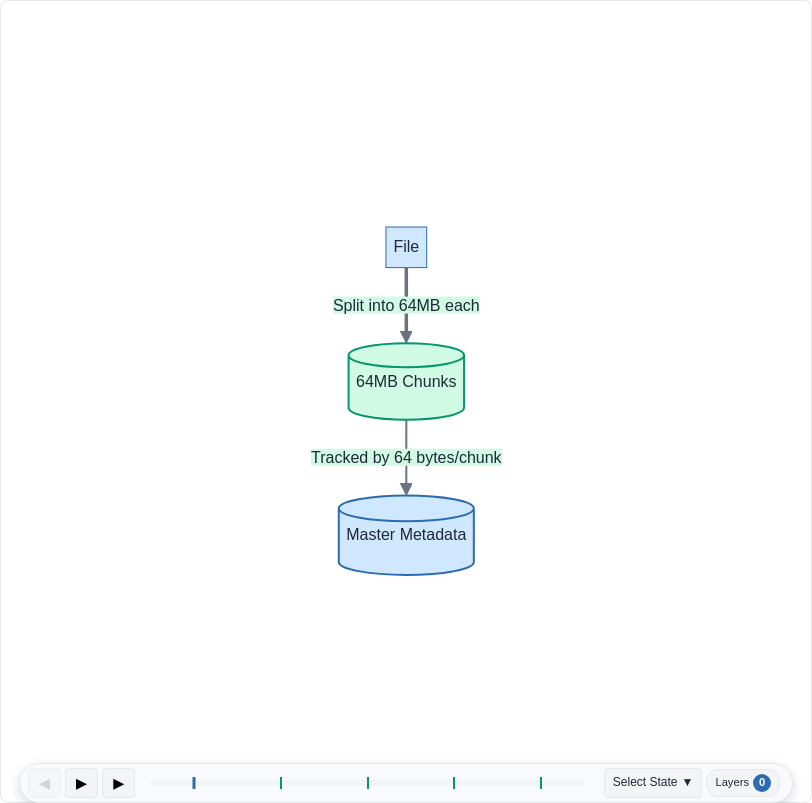 File
Split into 64MB each
64MB Chunks
Tracked by 64 bytes/chunk
Master Metadata
Select State ▼
Layers 0